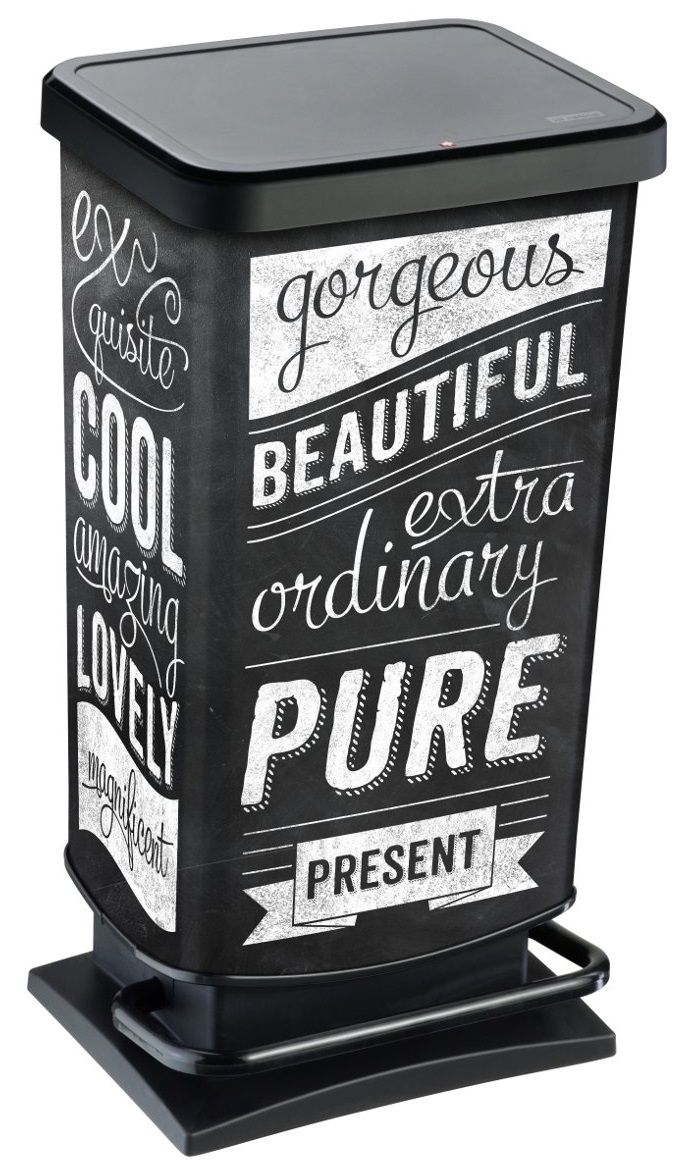 ex
quisite
COOL
amazing
LOVELY
magnificent
gorgeous
BEAUTIFUL
extra
ordinary
PURE
PRESENT